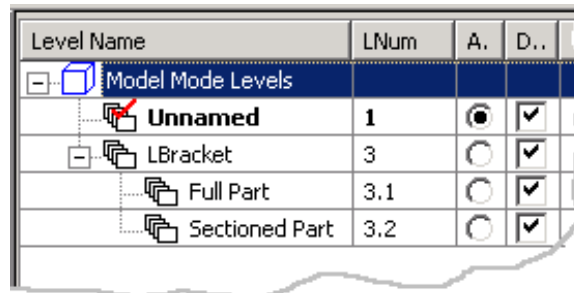 Level Name LNum A. D..
Model Mode Levels
Unnamed 1
LBracket 3
Full Part 3.1
Sectioned Part 3.2